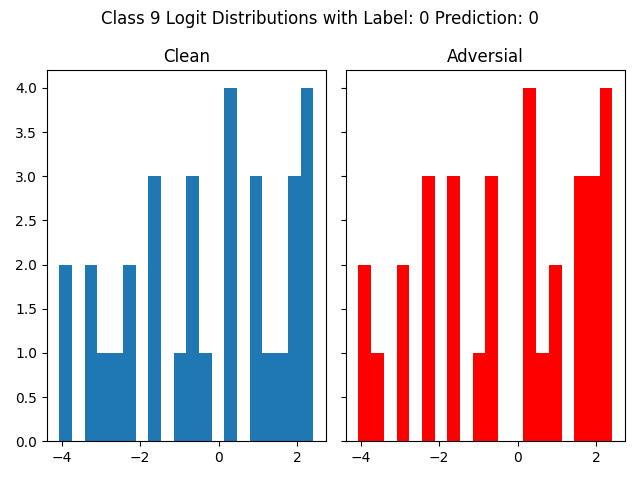 Class 9 Logit Distributions with Label: 0 Prediction: 0
Clean
Adversial
4.0
3.5
3.0
2.5
2.0
1.5
1.0
0.5
0.0
−4 −2 0 2
−4 −2 0 2